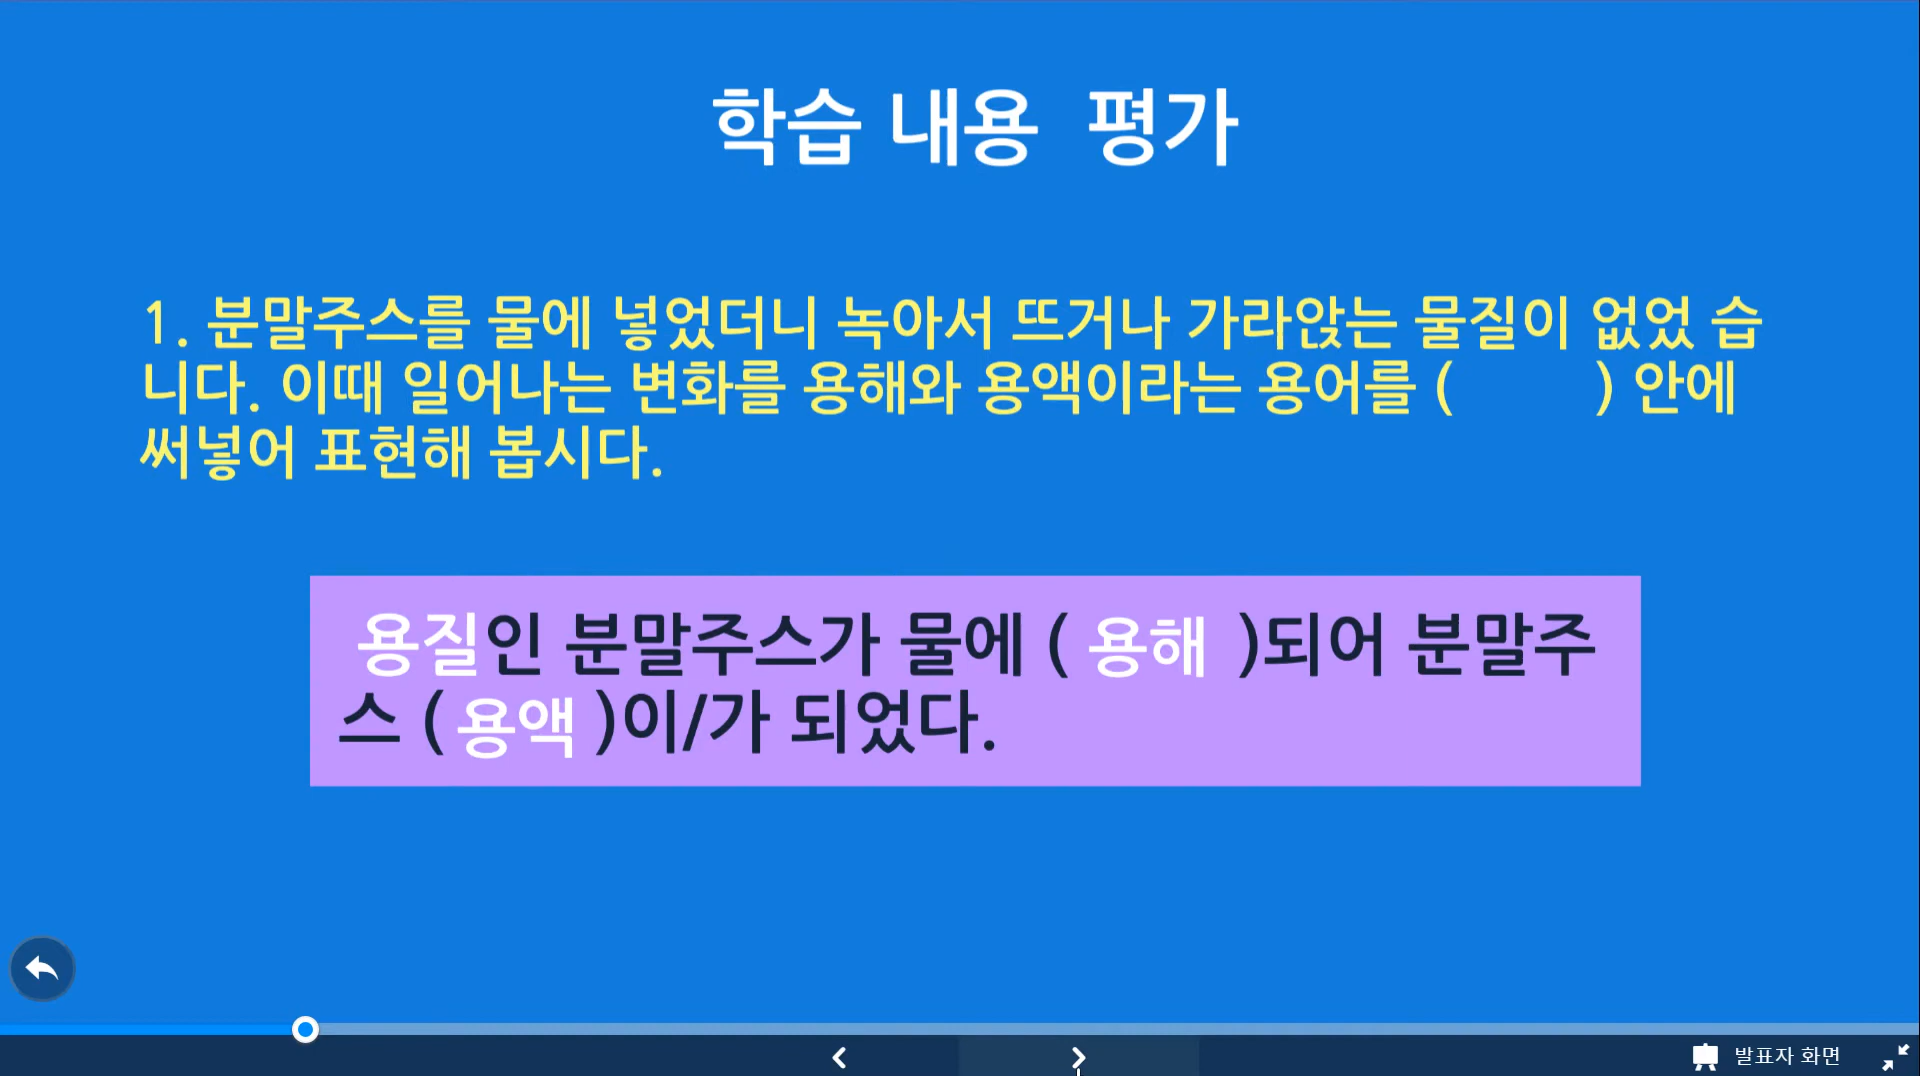 학습 내용 평가
1. 분말주스를 물에 넣었더니 녹아서 뜨거나 가라앉는 물질이 없었 습
니다. 이때 일어나는 변화를 용해와 용액이라는 용어를 ( ) 안에
써넣어 표현해 봅시다.
용질인 분말주스가 물에 ( 용해 )되어 분말주
스 ( 용액 )이/가 되었다.
발표자 화면